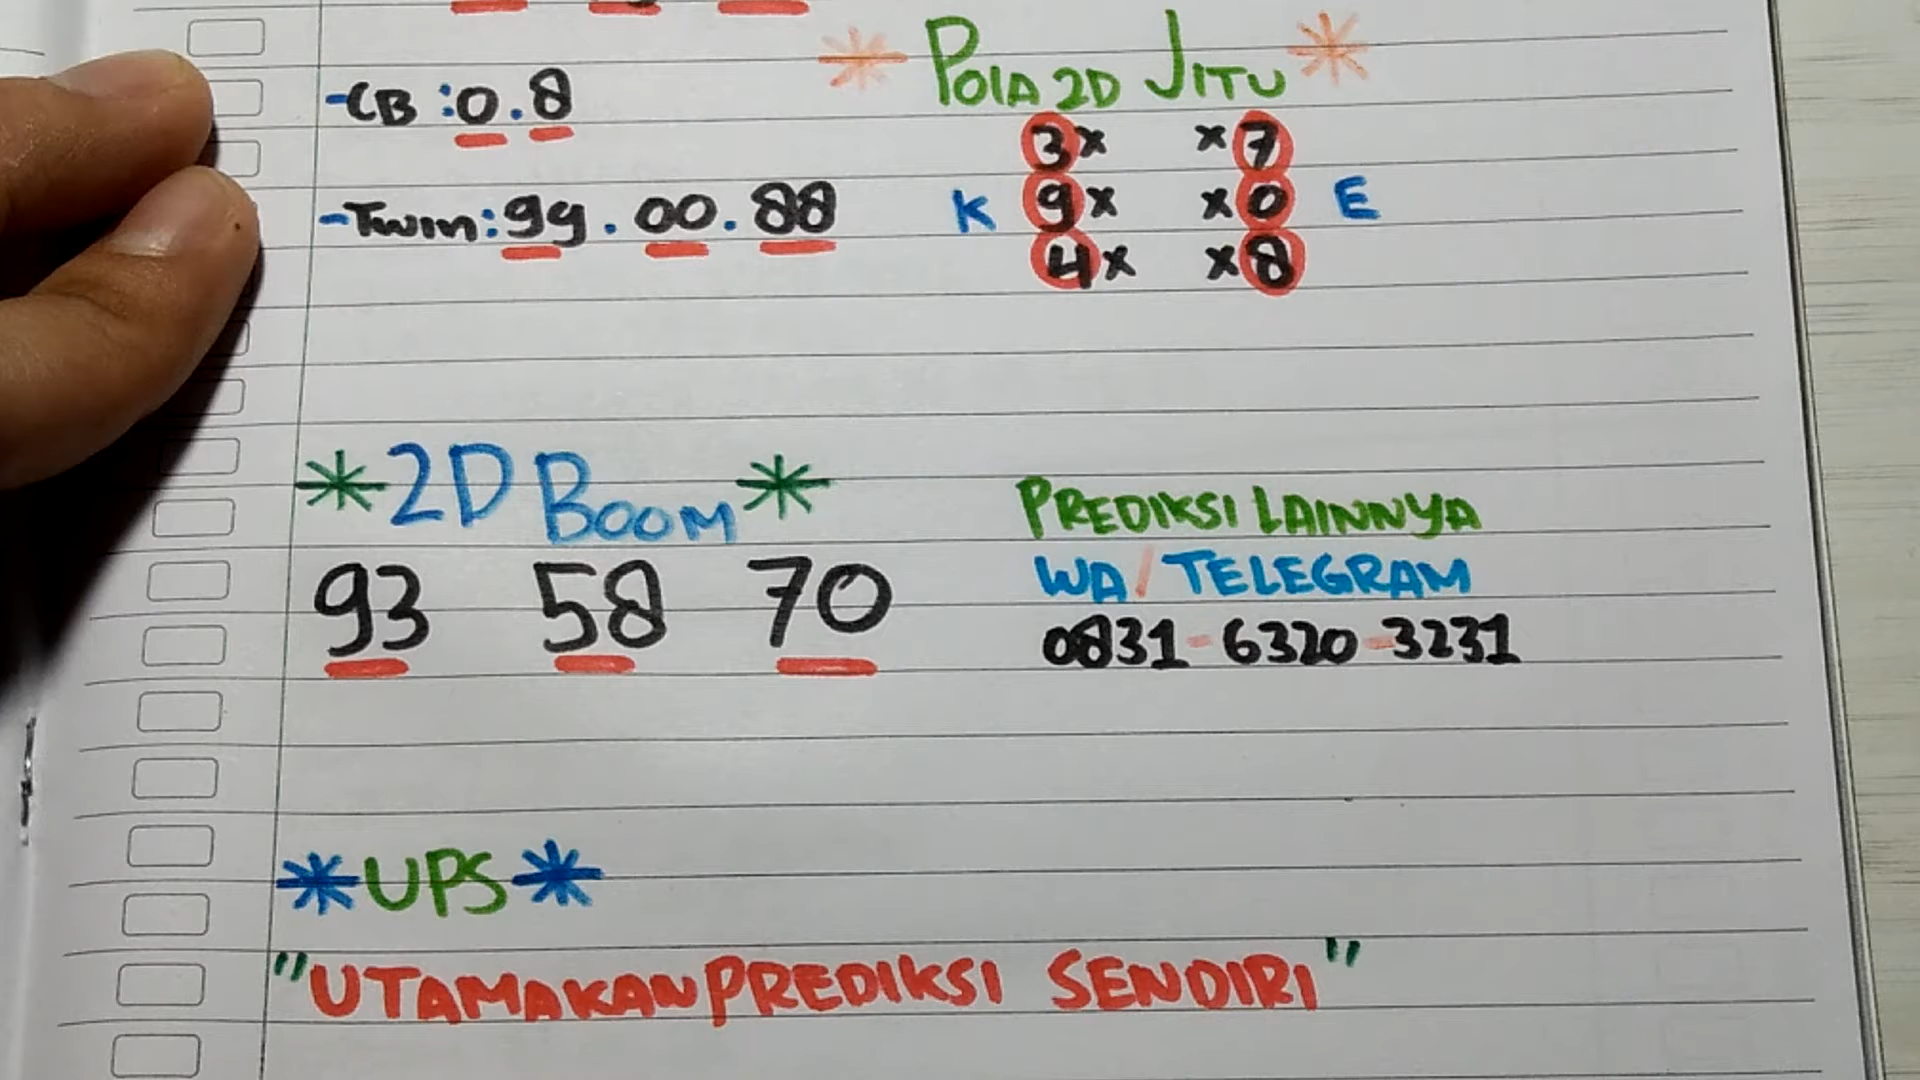 -CB : 0.8
-Twin: 99.00.88
* POLA 2D JITU *
3x x7
K 9x x0 E
4x x8
*2D BOOM*
93 58 70
PREDIKSI LAINNYA
WA/TELEGRAM
0831-6320-3231
*UPS*
"UTAMAKAN PREDIKSI SENDIRI"